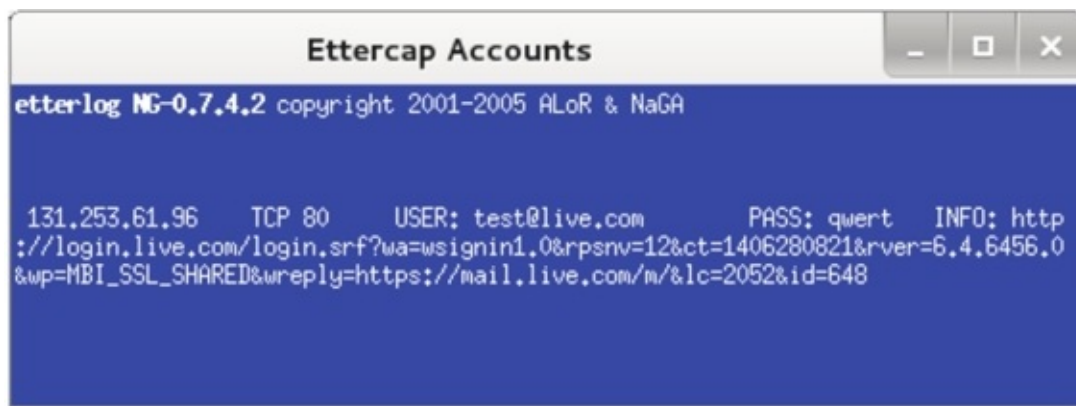 Ettercap Accounts
etterlog NG-0.7.4.2 copyright 2001-2005 ALoR & NaGA
131.253.61.96 TCP 80 USER: test@live.com PASS: qwert INFO: http
://login.live.com/login.srf?wa=wsignin1.0&rpsnv=12&ct=1406280821&rver=6.4.6456.0
&wp=MBI_SSL_SHARED&wreply=https://mail.live.com/m/&lc=2052&id=648